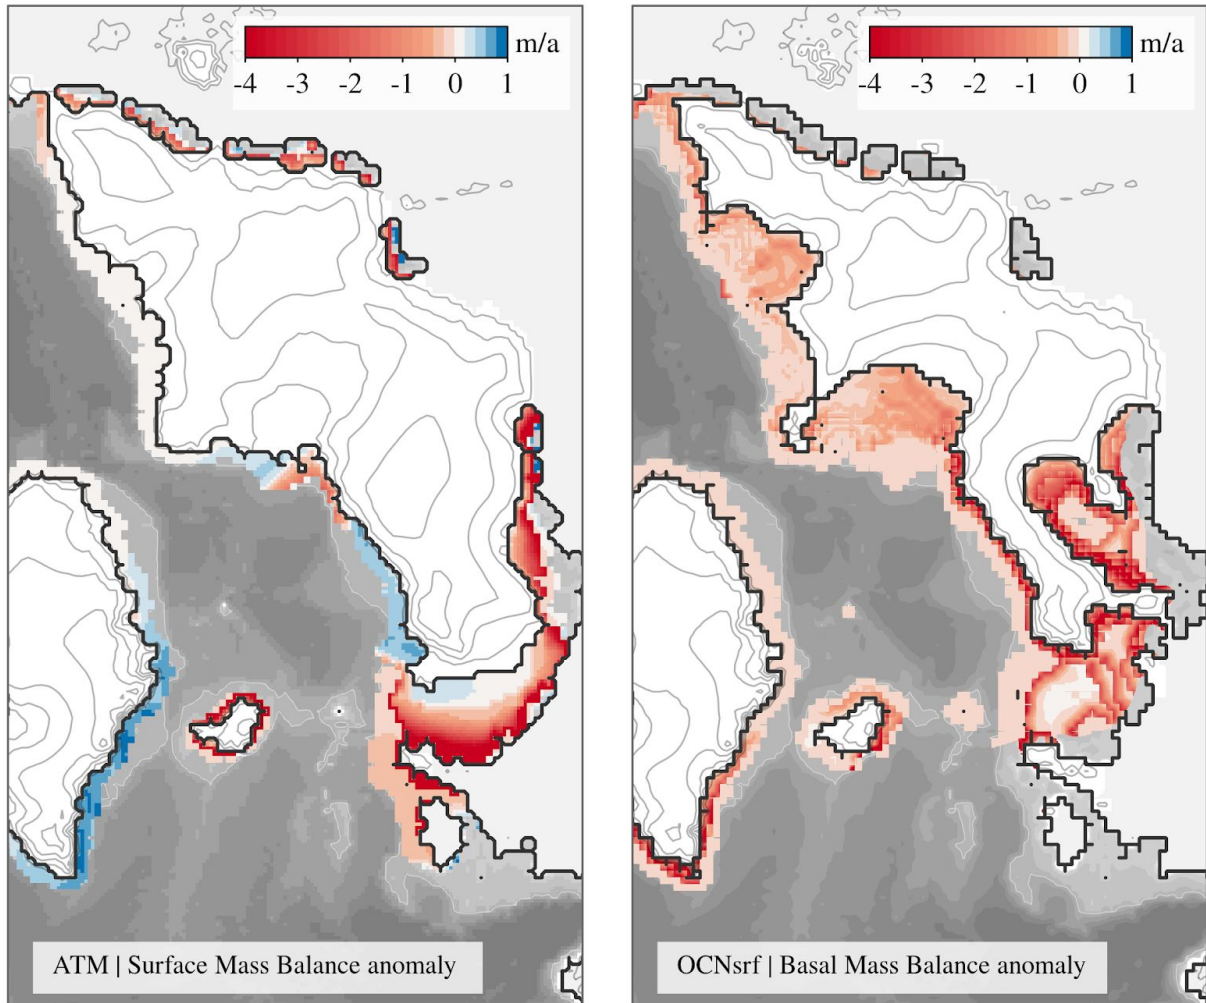 m/a
-4 -3 -2 -1 0 1
ATM | Surface Mass Balance anomaly
m/a
-4 -3 -2 -1 0 1
OCNsrf | Basal Mass Balance anomaly